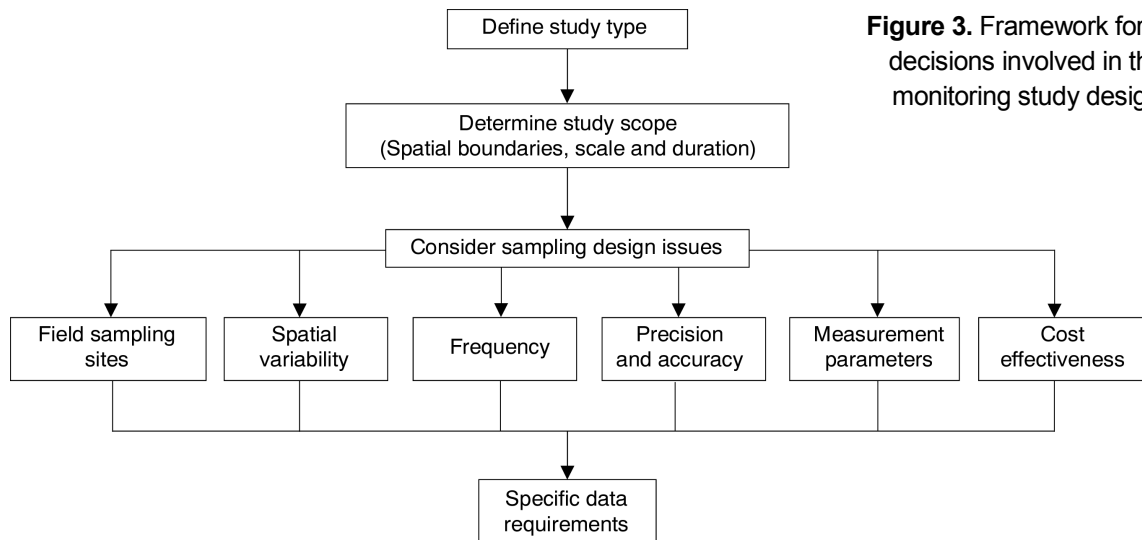 Define study type
Figure 3. Framework for
decisions involved in th
monitoring study desig
Determine study scope
(Spatial boundaries, scale and duration)
Consider sampling design issues
Field sampling
sites
Spatial
variability
Frequency
Precision
and accuracy
Measurement
parameters
Cost
effectiveness
Specific data
requirements